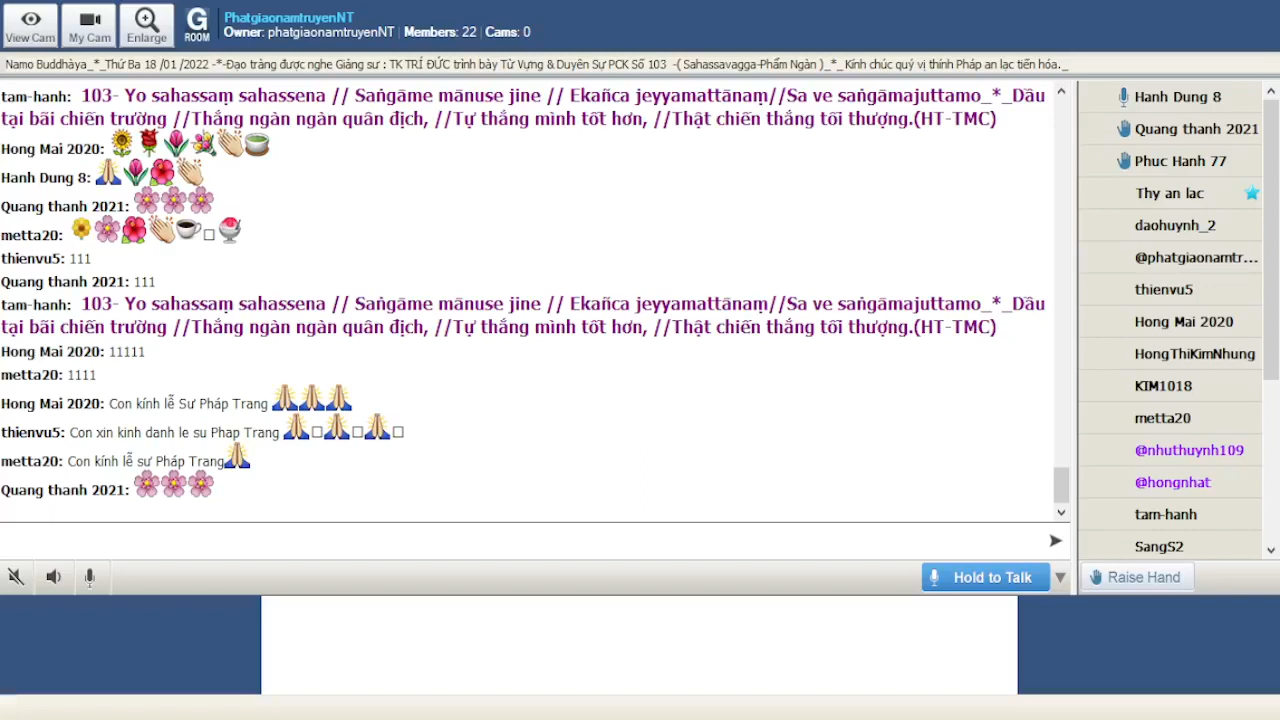 View Cam
My Cam
Enlarge
G
ROOM
PhatgiaonamtruyenNT
Owner: phatgiaonamtruyenNT | Members: 22 | Cams: 0
Namo Buddhàya_*_Thứ Ba 18 /01 /2022 -*-Đạo tràng được nghe Giảng sư : TK TRÍ ĐỨC trình bày Từ Vựng & Duyên Sự PCK Số 103 -( Sahassavagga-Phẩm Ngàn )_*_Kính chúc quý vị thính Pháp an lạc tiến hóa._
tam-hanh: 103- Yo sahassaṃ sahassena // Saṅgāme mānuse jine // Ekañca jeyyamattānaṃ//Sa ve saṅgāmajuttamo_*_Dầu
tại bãi chiến trường //Thắng ngàn ngàn quân địch, //Tự thắng mình tốt hơn, //Thật chiến thắng tối thượng.(HT-TMC)
Hong Mai 2020:
Hanh Dung 8:
Quang thanh 2021:
metta20:
thienvu5: 111
Quang thanh 2021: 111
tam-hanh: 103- Yo sahassaṃ sahassena // Saṅgāme mānuse jine // Ekañca jeyyamattānaṃ//Sa ve saṅgāmajuttamo_*_Dầu
tại bãi chiến trường //Thắng ngàn ngàn quân địch, //Tự thắng mình tốt hơn, //Thật chiến thắng tối thượng.(HT-TMC)
Hong Mai 2020: 11111
metta20: 1111
Hong Mai 2020: Con kính lễ Sư Pháp Trang
thienvu5: Con xin kinh danh le su Phap Trang
metta20: Con kính lễ sư Pháp Trang
Quang thanh 2021:
Hold to Talk
Hanh Dung 8
Quang thanh 2021
Phuc Hanh 77
Thy an lac
daohuynh_2
@phatgiaonamtr...
thienvu5
Hong Mai 2020
HongThiKimNhung
KIM1018
metta20
@nhuthuynh109
@hongnhat
tam-hanh
SangS2
Raise Hand